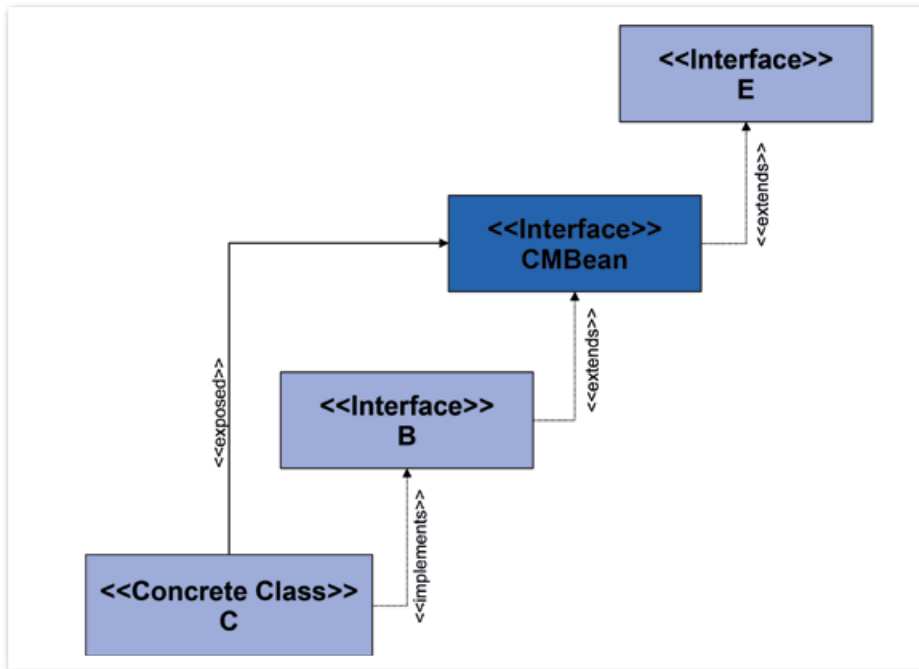 <<Interface>>
E
<<extends>>
<<Interface>>
CMBean
<<extends>>
<<exposed>>
<<Interface>>
B
<<implements>>
<<Concrete Class>>
C